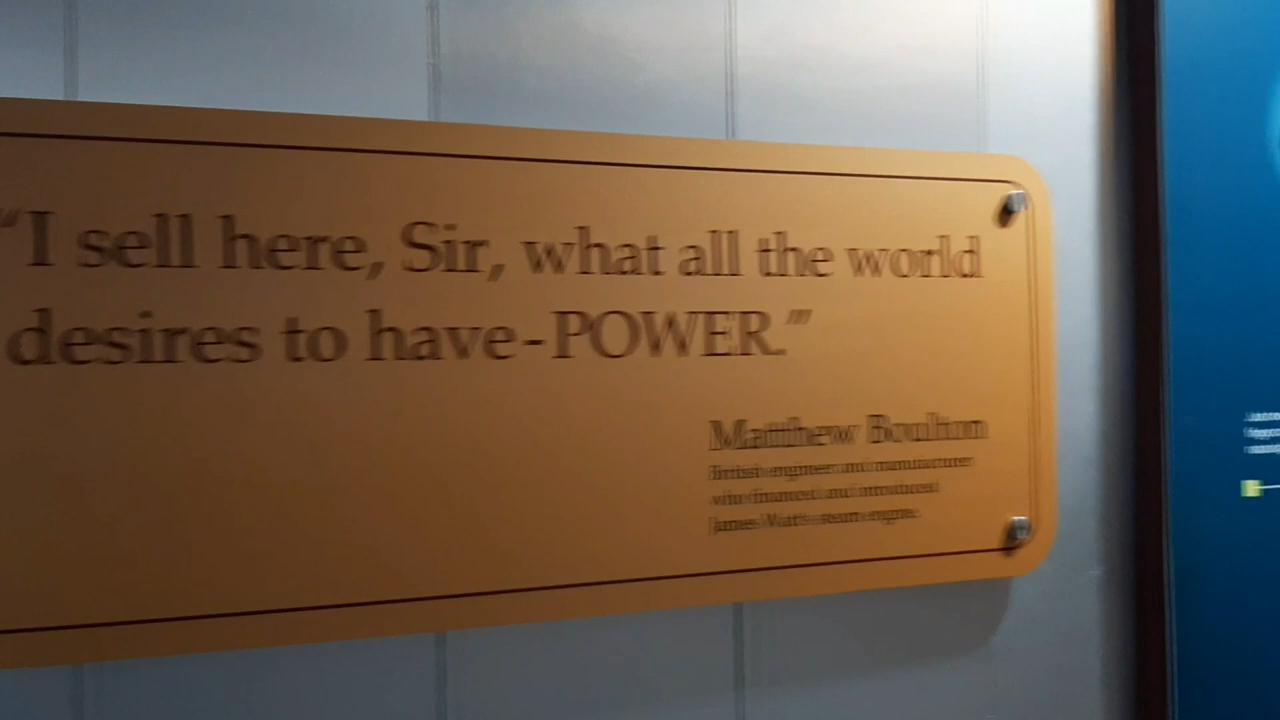 “I sell here, Sir, what all the world
desires to have-POWER.”
Matthew Boulton
British engineer and manufacturer
who financed and introduced
James Watt's steam engine.